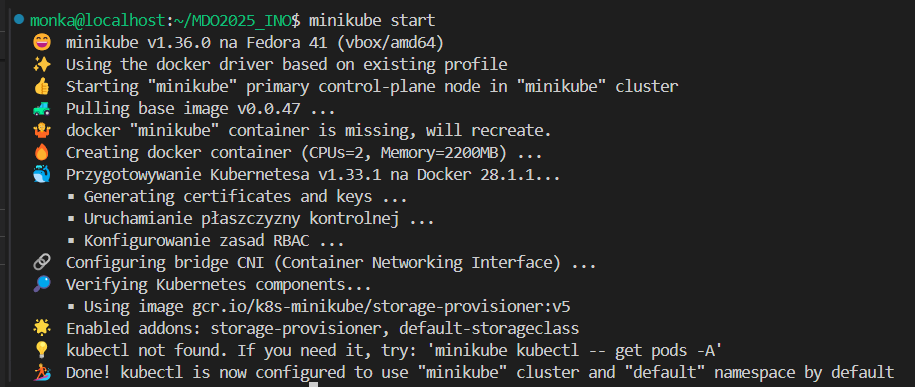 monka@localhost:~/MDO2025_INO$ minikube start
😄 minikube v1.36.0 na Fedora 41 (vbox/amd64)
✨ Using the docker driver based on existing profile
👍 Starting "minikube" primary control-plane node in "minikube" cluster
🚜 Pulling base image v0.0.47 ...
🤷 docker "minikube" container is missing, will recreate.
🔥 Creating docker container (CPUs=2, Memory=2200MB) ...
🐳 Przygotowywanie Kubernetesa v1.33.1 na Docker 28.1.1...
▪ Generating certificates and keys ...
▪ Uruchamianie płaszczyzny kontrolnej ...
▪ Konfigurowanie zasad RBAC ...
🔗 Configuring bridge CNI (Container Networking Interface) ...
🔎 Verifying Kubernetes components...
▪ Using image gcr.io/k8s-minikube/storage-provisioner:v5
🌟 Enabled addons: storage-provisioner, default-storageclass
💡 kubectl not found. If you need it, try: 'minikube kubectl -- get pods -A'
🏄 Done! kubectl is now configured to use "minikube" cluster and "default" namespace by default